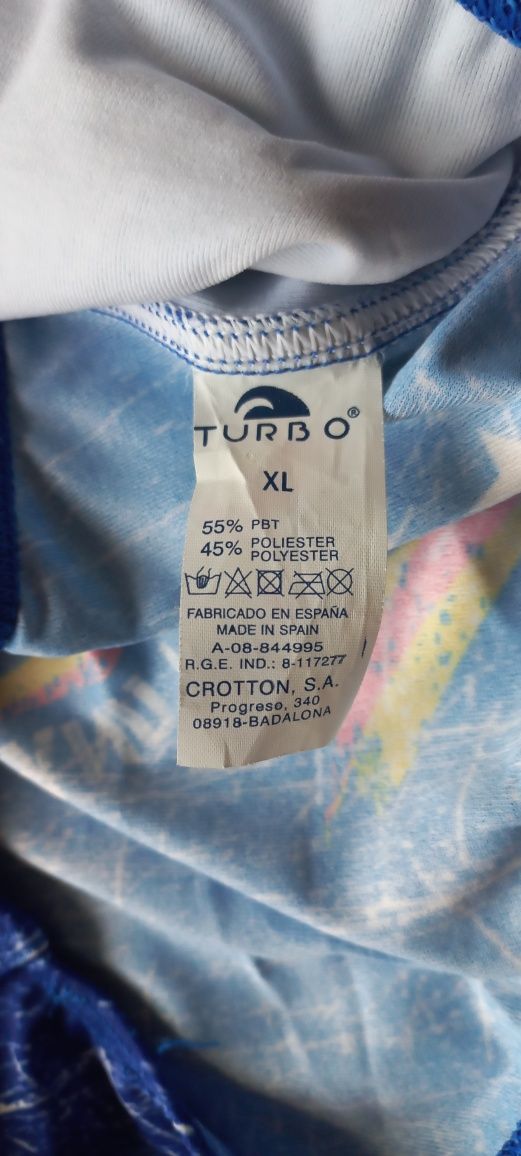 TURBO®
XL
55% PBT
45% POLIESTER
POLYESTER
FABRICADO EN ESPAÑA
MADE IN SPAIN
A-08-844995
R.G.E. IND.: 8-117277
CROTTON, S.A.
Progreso, 340
08918-BADALONA